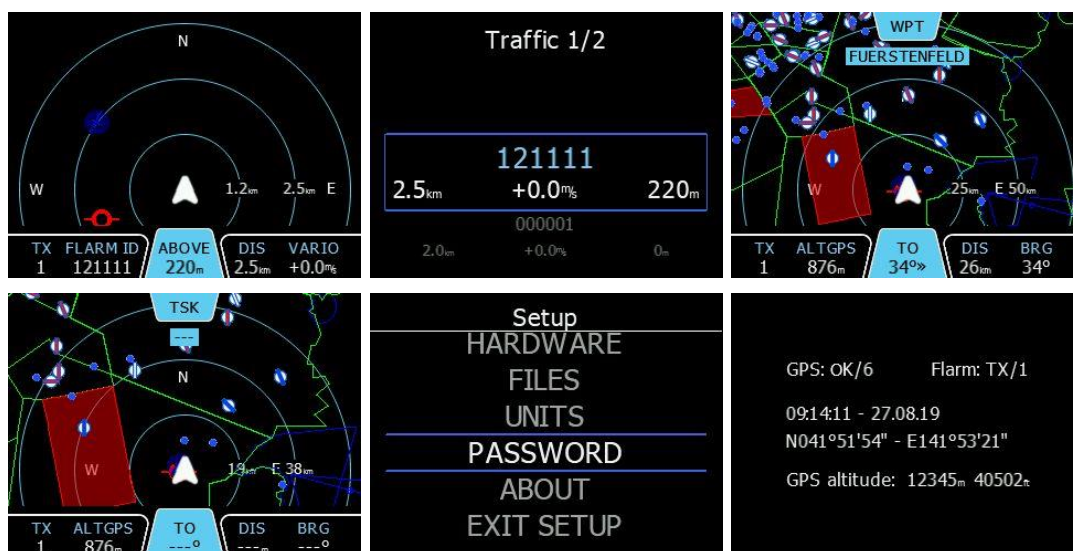 N
W 1.2km 2.5km E
TX FLARM ID ABOVE DIS VARIO
1 121111 220m 2.5km +0.0m/s
Traffic 1/2
121111
2.5km +0.0m/s 220m
000001
2.0km +0.0m/s 0m
WPT
FUERSTENFELD
W 25km E 50km
TX ALTGPS TO DIS BRG
1 876m 34°» 26km 34°
TSK
---
N
W 19km E 38km
TX ALTGPS TO DIS BRG
1 876m ---° ---m ---°
Setup
HARDWARE
FILES
UNITS
PASSWORD
ABOUT
EXIT SETUP
GPS: OK/6 Flarm: TX/1
09:14:11 - 27.08.19
N041°51'54" - E141°53'21"
GPS altitude: 12345m 40502ft